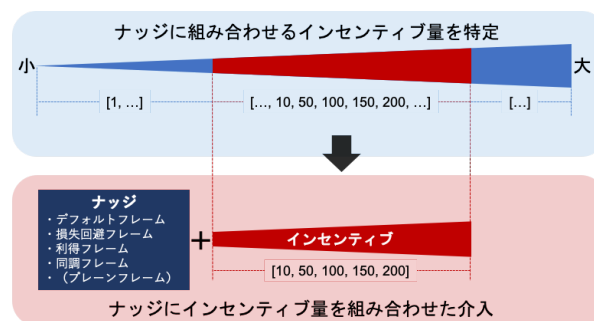 ナッジに組み合わせるインセンティブ量を特定
小
大
[1, …]
[…, 10, 50, 100, 150, 200, …]
[…]
ナッジ
・デフォルトフレーム
・損失回避フレーム
・利得フレーム
・同調フレーム
・（プレーンフレーム）
+
インセンティブ
[10, 50, 100, 150, 200]
ナッジにインセンティブ量を組み合わせた介入